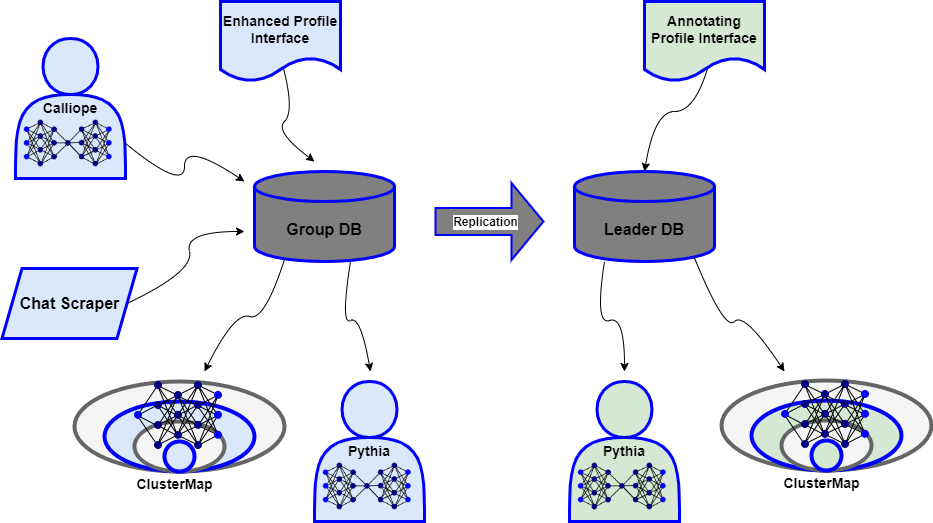 Enhanced Profile
Interface
Annotating
Profile Interface
Calliope
Group DB
Replication
Leader DB
Chat Scraper
Pythia
Pythia
ClusterMap
ClusterMap